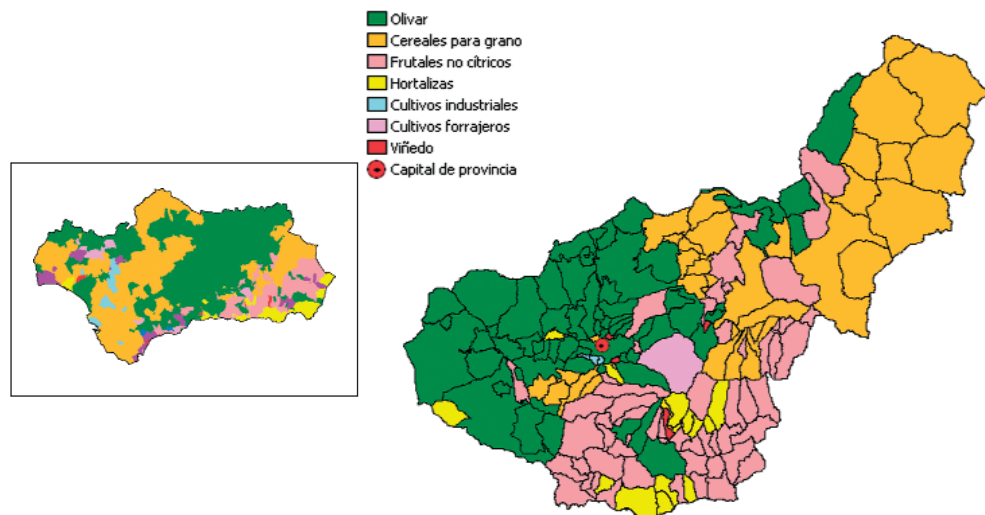 Olivar
Cereales para grano
Frutales no cítricos
Hortalizas
Cultivos industriales
Cultivos forrajeros
Viñedo
Capital de provincia